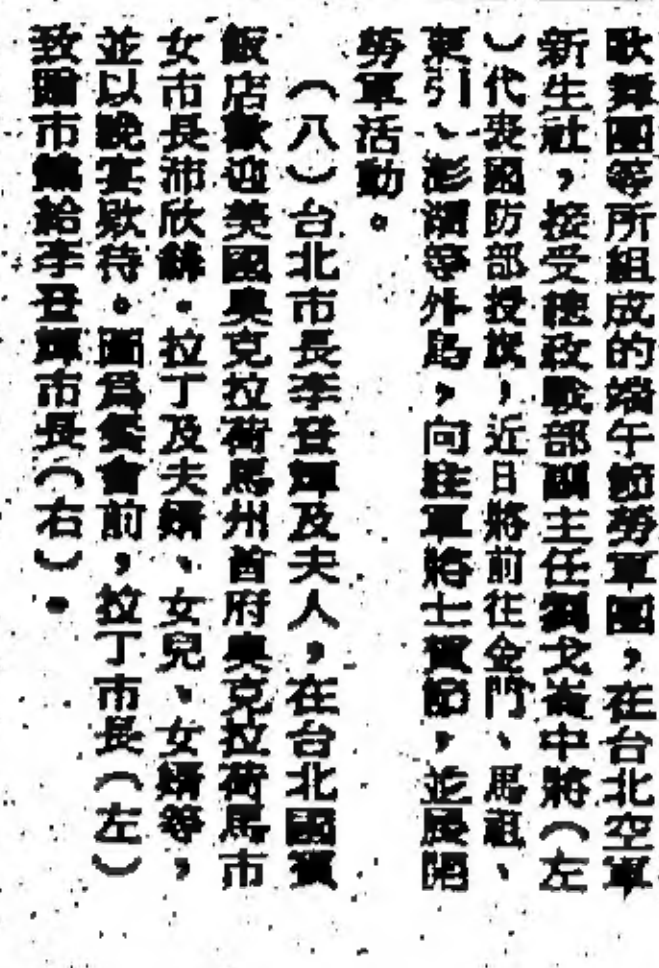 歌舞團等所組成的端午節勞軍團，在台北空軍
新生社，接受總政戰部副主任劉戈崙中將（左
）代表國防部授旗，近日將前往金門、馬祖、
東引、澎湖等外島，向駐軍將士賀節，並展開
勞軍活動。
（八）台北市長李登輝及夫人，在台北國賓
飯店歡迎美國奧克拉荷馬州首府奧克拉荷馬市
女市長沛欣絲．拉丁及夫婿、女兒、女婿等，
並以晚宴款待。圖為餐會前，拉丁市長（左）
致贈市鑰給李登輝市長（右）。